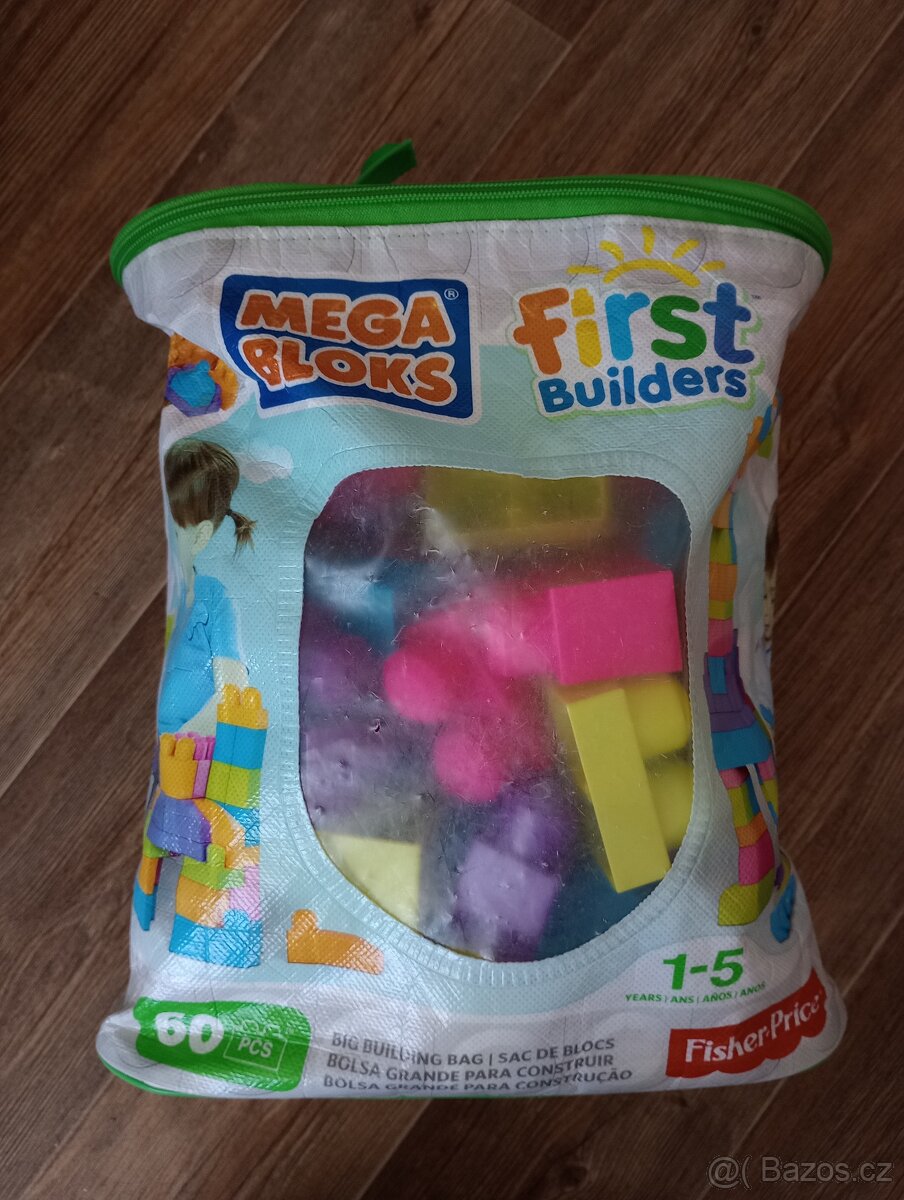 MEGA
BLOKS®
First™
Builders
1-5
YEARS | ANS | AÑOS | ANOS
Fisher-Price
60
PCS
BIG BUILDING BAG | SAC DE BLOCS
BOLSA GRANDE PARA CONSTRUIR
BOLSA GRANDE PARA CONSTRUÇÃO
@( Bazos.cz